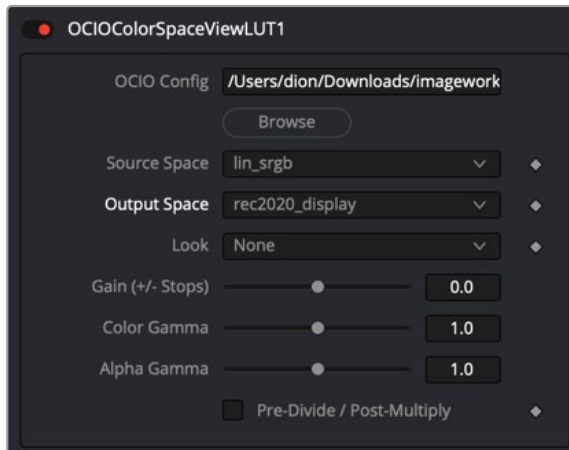 OCIOColorSpaceViewLUT1
OCIO Config /Users/dion/Downloads/imagework
Browse
Source Space lin_srgb
Output Space rec2020_display
Look None
Gain (+/- Stops) 0.0
Color Gamma 1.0
Alpha Gamma 1.0
Pre-Divide / Post-Multiply